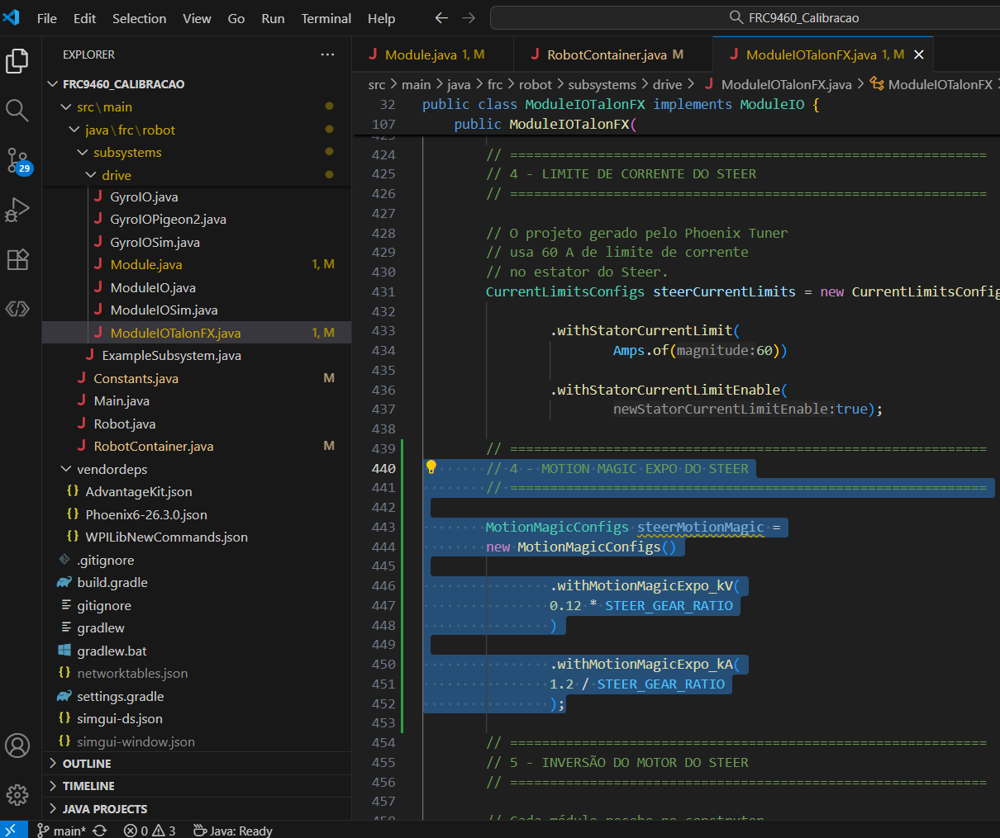 File Edit Selection View Go Run Terminal Help FRC9460_Calibracao
EXPLORER
FRC9460_CALIBRACAO
src\main
java\frc\robot
subsystems
drive
GyroIO.java
GyroIOPigeon2.java
GyroIOSim.java
Module.java 1, M
ModuleIO.java
ModuleIOSim.java
ModuleIOTalonFX.java 1, M
ExampleSubsystem.java
Constants.java M
Main.java
Robot.java
RobotContainer.java M
vendordeps
{} AdvantageKit.json
{} Phoenix6-26.3.0.json
{} WPILibNewCommands.json
.gitignore
build.gradle
gitignore
gradlew
gradlew.bat
{} networktables.json
settings.gradle
{} simgui-ds.json
{} simgui-window.json
OUTLINE
TIMELINE
JAVA PROJECTS
29
Module.java 1, M RobotContainer.java M ModuleIOTalonFX.java 1, M
src > main > java > frc > robot > subsystems > drive > ModuleIOTalonFX.java > ModuleIOTalonFX
32 public class ModuleIOTalonFX implements ModuleIO {
107 public ModuleIOTalonFX(
424 // ============================================================
425 // 4 - LIMITE DE CORRENTE DO STEER
426 // ============================================================
427
428 // O projeto gerado pelo Phoenix Tuner
429 // usa 60 A de limite de corrente
430 // no estator do Steer.
431 CurrentLimitsConfigs steerCurrentLimits = new CurrentLimitsConfig
432
433 .withStatorCurrentLimit(
434 Amps.of(magnitude:60))
435
436 .withStatorCurrentLimitEnable(
437 newStatorCurrentLimitEnable:true);
438
439 // ============================================================
440 // 4 - MOTION MAGIC EXPO DO STEER
441 // ============================================================
442
443 MotionMagicConfigs steerMotionMagic =
444 new MotionMagicConfigs()
445
446 .withMotionMagicExpo_kV(
447 0.12 * STEER_GEAR_RATIO
448 )
449
450 .withMotionMagicExpo_kA(
451 1.2 / STEER_GEAR_RATIO
452 );
453
454 // ============================================================
455 // 5 - INVERSÃO DO MOTOR DO STEER
456 // ============================================================
457
main* 0 3 Java: Ready